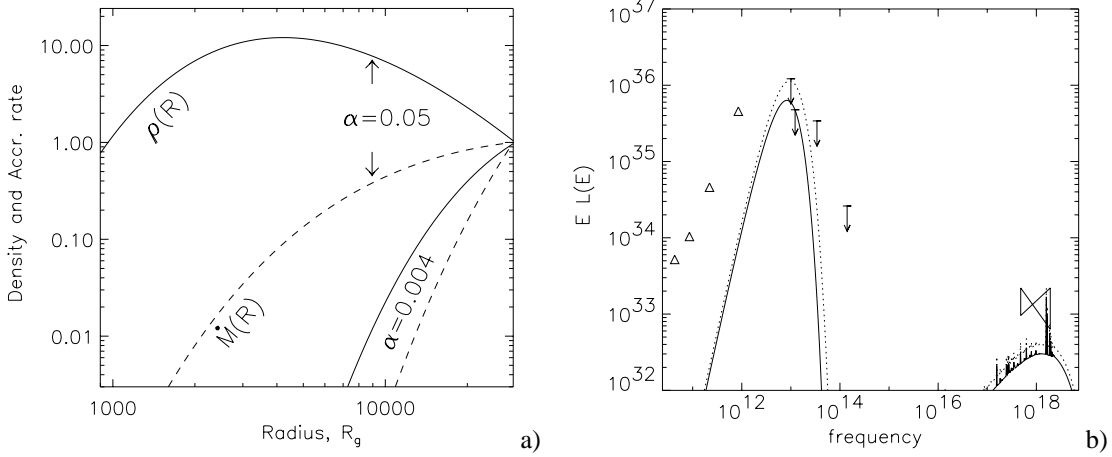 Density and Accr. rate
10.00
1.00
0.10
0.01
ρ(R)
α=0.05
Ṁ(R)
α=0.004
1000
10000
Radius, R_g
a)
E L(E)
10^37
10^36
10^35
10^34
10^33
10^32
10^12
10^14
10^16
10^18
frequency
b)